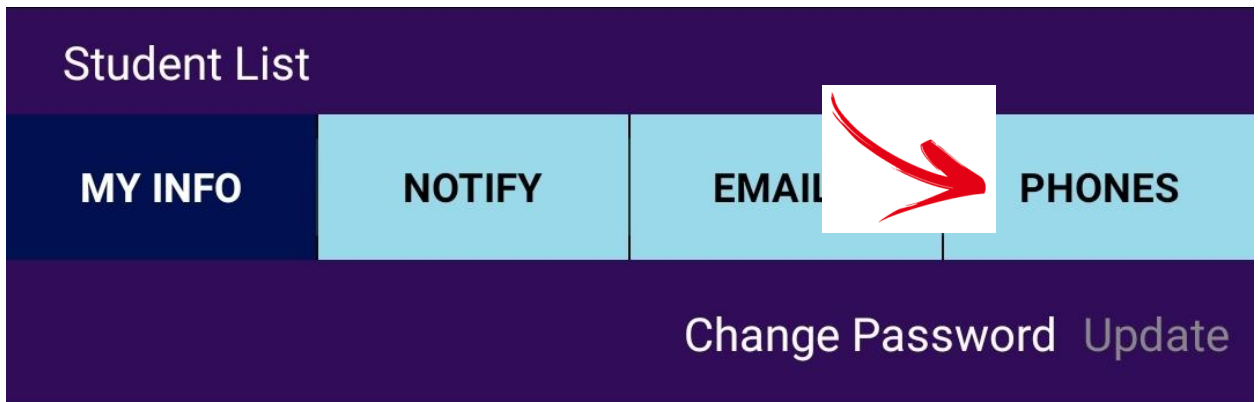 Student List
MY INFO NOTIFY EMAIL PHONES
Change Password Update